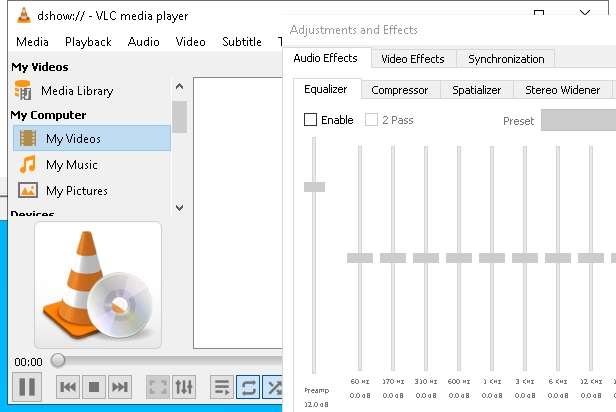 dshow:// - VLC media player
Media Playback Audio Video Subtitle
My Videos
Media Library
My Computer
My Videos
My Music
My Pictures
Devices
00:00
Adjustments and Effects
Audio Effects Video Effects Synchronization
Equalizer Compressor Spatializer Stereo Widener
Enable 2 Pass Preset
60 Hz 170 Hz 310 Hz 600 Hz 1 KHz 3 KHz 6 KHz 12 KHz
Preamp
0.0 dB 0.0 dB 0.0 dB 0.0 dB 0.0 dB 0.0 dB 0.0 dB 0.0 dB
12.0 dB